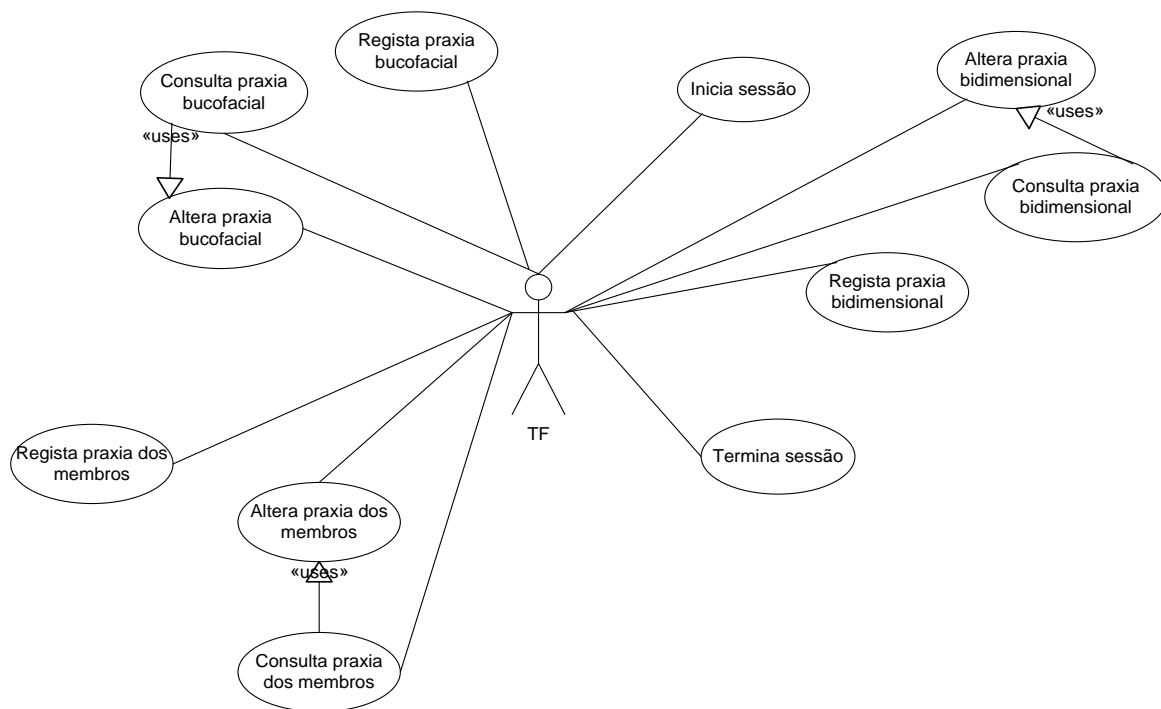 Regista praxia
bucofacial
Consulta praxia
bucofacial
Inicia sessão
Altera praxia
bidimensional
«uses»
«uses»
Altera praxia
bucofacial
Consulta praxia
bidimensional
Regista praxia
bidimensional
TF
Regista praxia dos
membros
Termina sessão
Altera praxia dos
membros
«uses»
Consulta praxia
dos membros